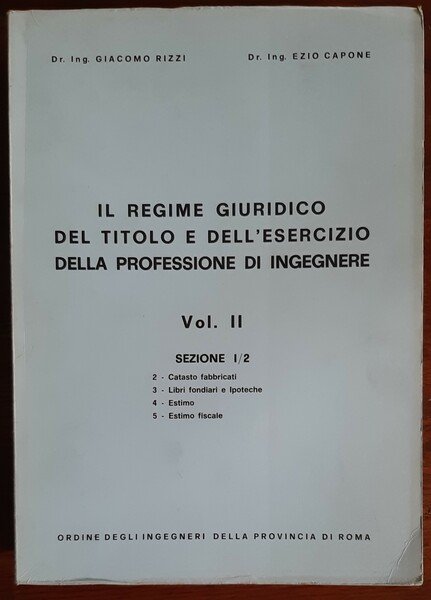 Dr. Ing. GIACOMO RIZZI Dr. Ing. EZIO CAPONE
IL REGIME GIURIDICO
DEL TITOLO E DELL'ESERCIZIO
DELLA PROFESSIONE DI INGEGNERE
Vol. II
SEZIONE I/2
2 - Catasto fabbricati
3 - Libri fondiari e Ipoteche
4 - Estimo
5 - Estimo fiscale
ORDINE DEGLI INGEGNERI DELLA PROVINCIA DI ROMA